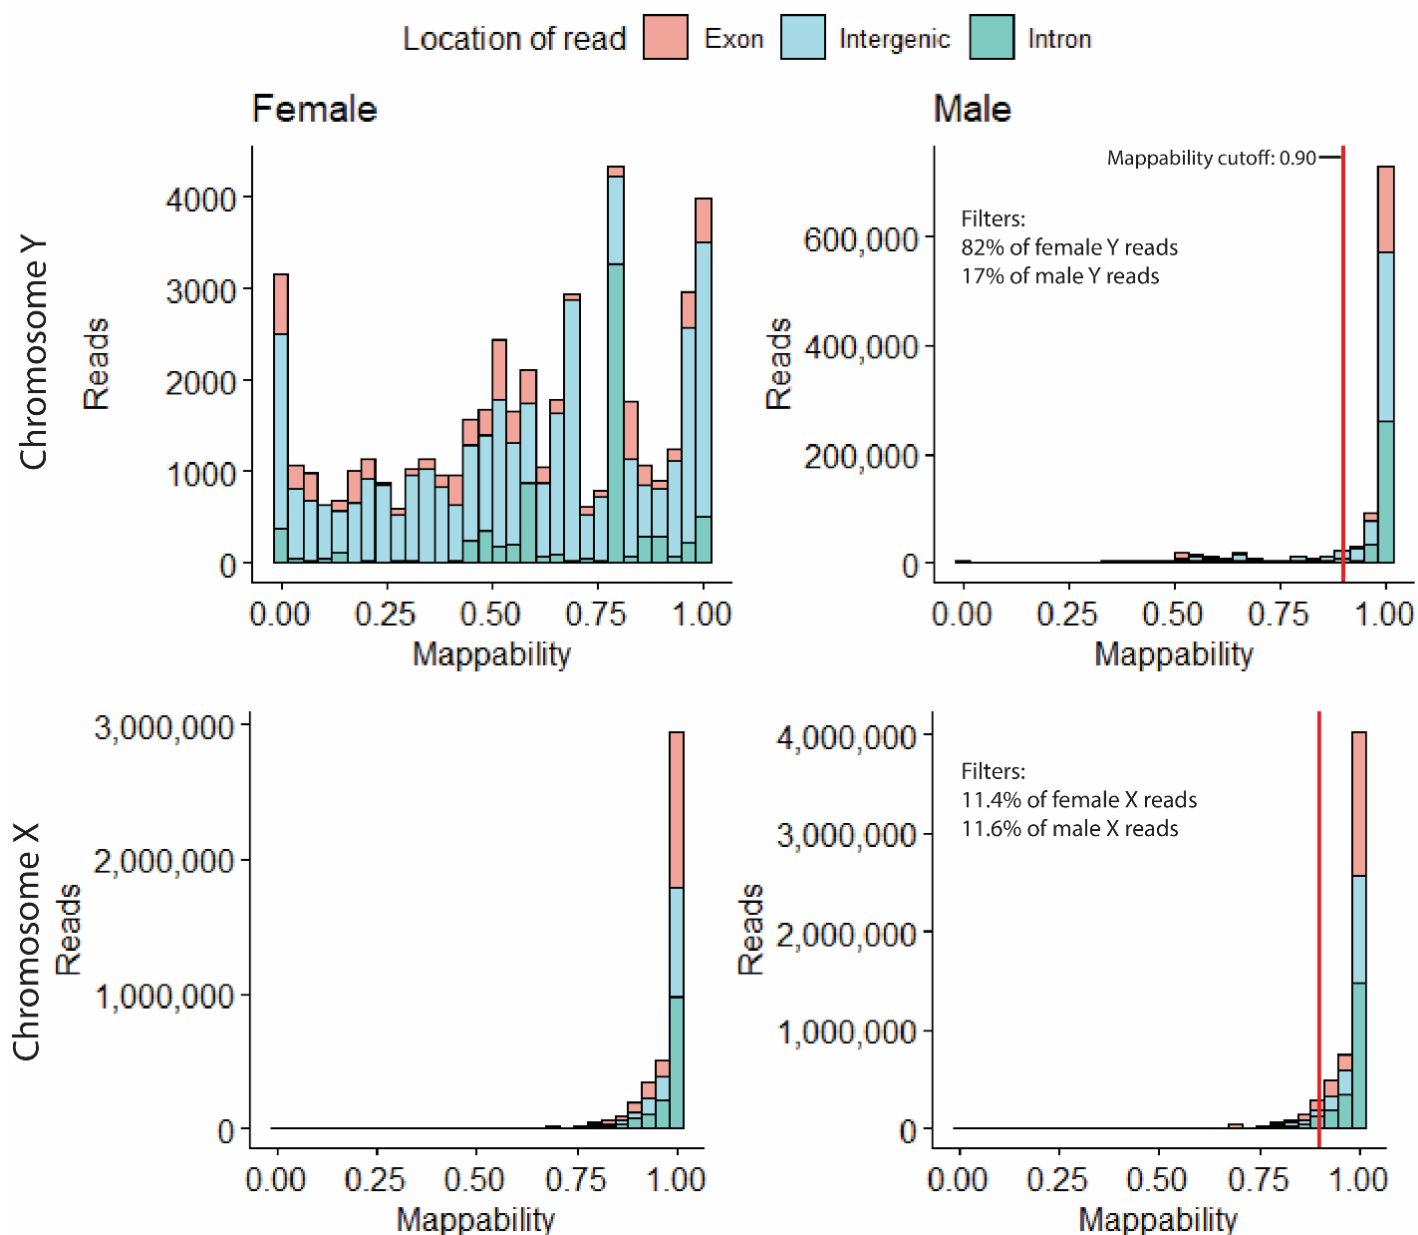 Location of read Exon Intergenic Intron
Female
Male
Chromosome Y
Reads
4000
3000
2000
1000
0
0.00 0.25 0.50 0.75 1.00
Mappability
Mappability cutoff: 0.90
Filters:
82% of female Y reads
17% of male Y reads
Reads
600,000
400,000
200,000
0
0.00 0.25 0.50 0.75 1.00
Mappability
Chromosome X
Reads
3,000,000
2,000,000
1,000,000
0
0.00 0.25 0.50 0.75 1.00
Mappability
Filters:
11.4% of female X reads
11.6% of male X reads
Reads
4,000,000
3,000,000
2,000,000
1,000,000
0
0.00 0.25 0.50 0.75 1.00
Mappability